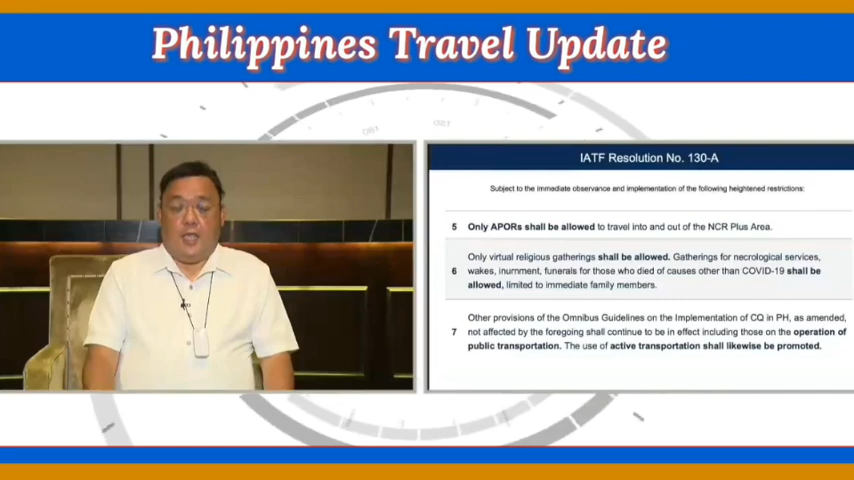 Philippines Travel Update
IATF Resolution No. 130-A
Subject to the immediate observance and implementation of the following heightened restrictions:
5 Only APORs shall be allowed to travel into and out of the NCR Plus Area.
Only virtual religious gatherings shall be allowed. Gatherings for necrological services,
6 wakes, inurnment, funerals for those who died of causes other than COVID-19 shall be
allowed, limited to immediate family members.
Other provisions of the Omnibus Guidelines on the Implementation of CQ in PH, as amended,
7 not affected by the foregoing shall continue to be in effect including those on the operation of
public transportation. The use of active transportation shall likewise be promoted.